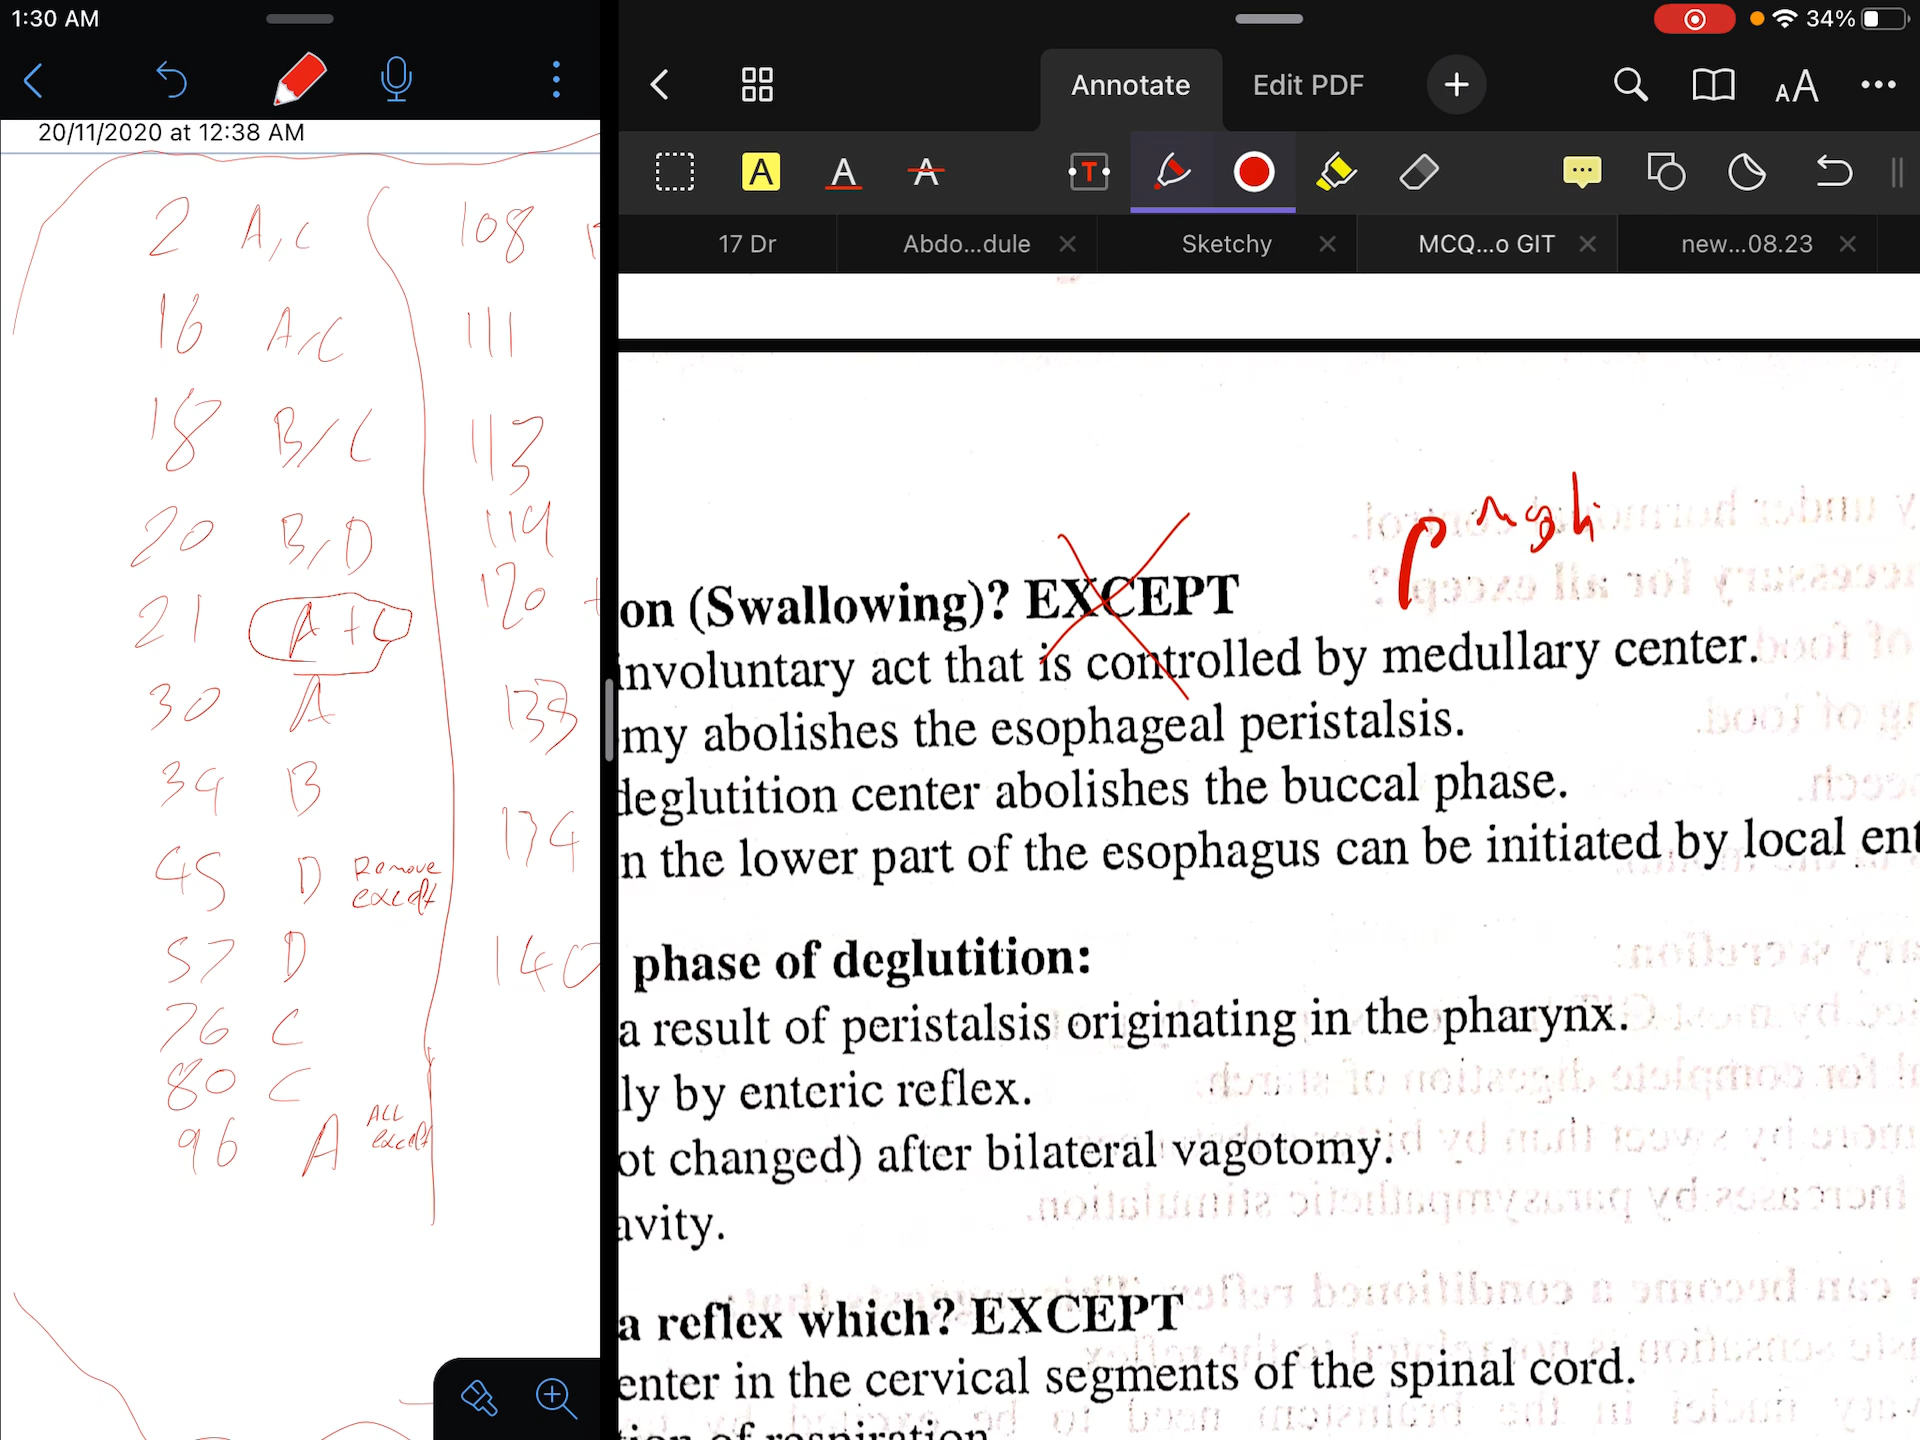 1:30 AM
34%
20/11/2020 at 12:38 AM
2 A,C
16 A,C
18 B/C
20 B/D
21 A+C
30 A
34 B
45 D Remove except
57 D
76 C
80 C
96 A ALL except
108
111
113
114
120
133
134
140
Annotate
Edit PDF
17 Dr
Abdo...dule
Sketchy
MCQ...o GIT
new...08.23
on (Swallowing)? EXCEPT
involuntary act that is controlled by medullary center.
my abolishes the esophageal peristalsis.
deglutition center abolishes the buccal phase.
n the lower part of the esophagus can be initiated by local ent
phase of deglutition:
a result of peristalsis originating in the pharynx.
ly by enteric reflex.
ot changed) after bilateral vagotomy.
avity.
a reflex which? EXCEPT
enter in the cervical segments of the spinal cord.
tion of respiration